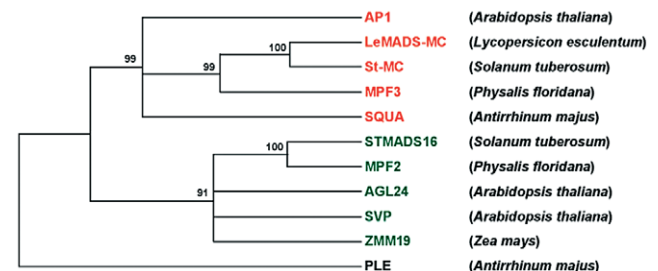 AP1 (Arabidopsis thaliana)
LeMADS-MC (Lycopersicon esculentum)
100
99
99
St-MC (Solanum tuberosum)
MPF3 (Physalis floridana)
SQUA (Antirrhinum majus)
STMADS16 (Solanum tuberosum)
100
MPF2 (Physalis floridana)
91
AGL24 (Arabidopsis thaliana)
SVP (Arabidopsis thaliana)
ZMM19 (Zea mays)
PLE (Antirrhinum majus)